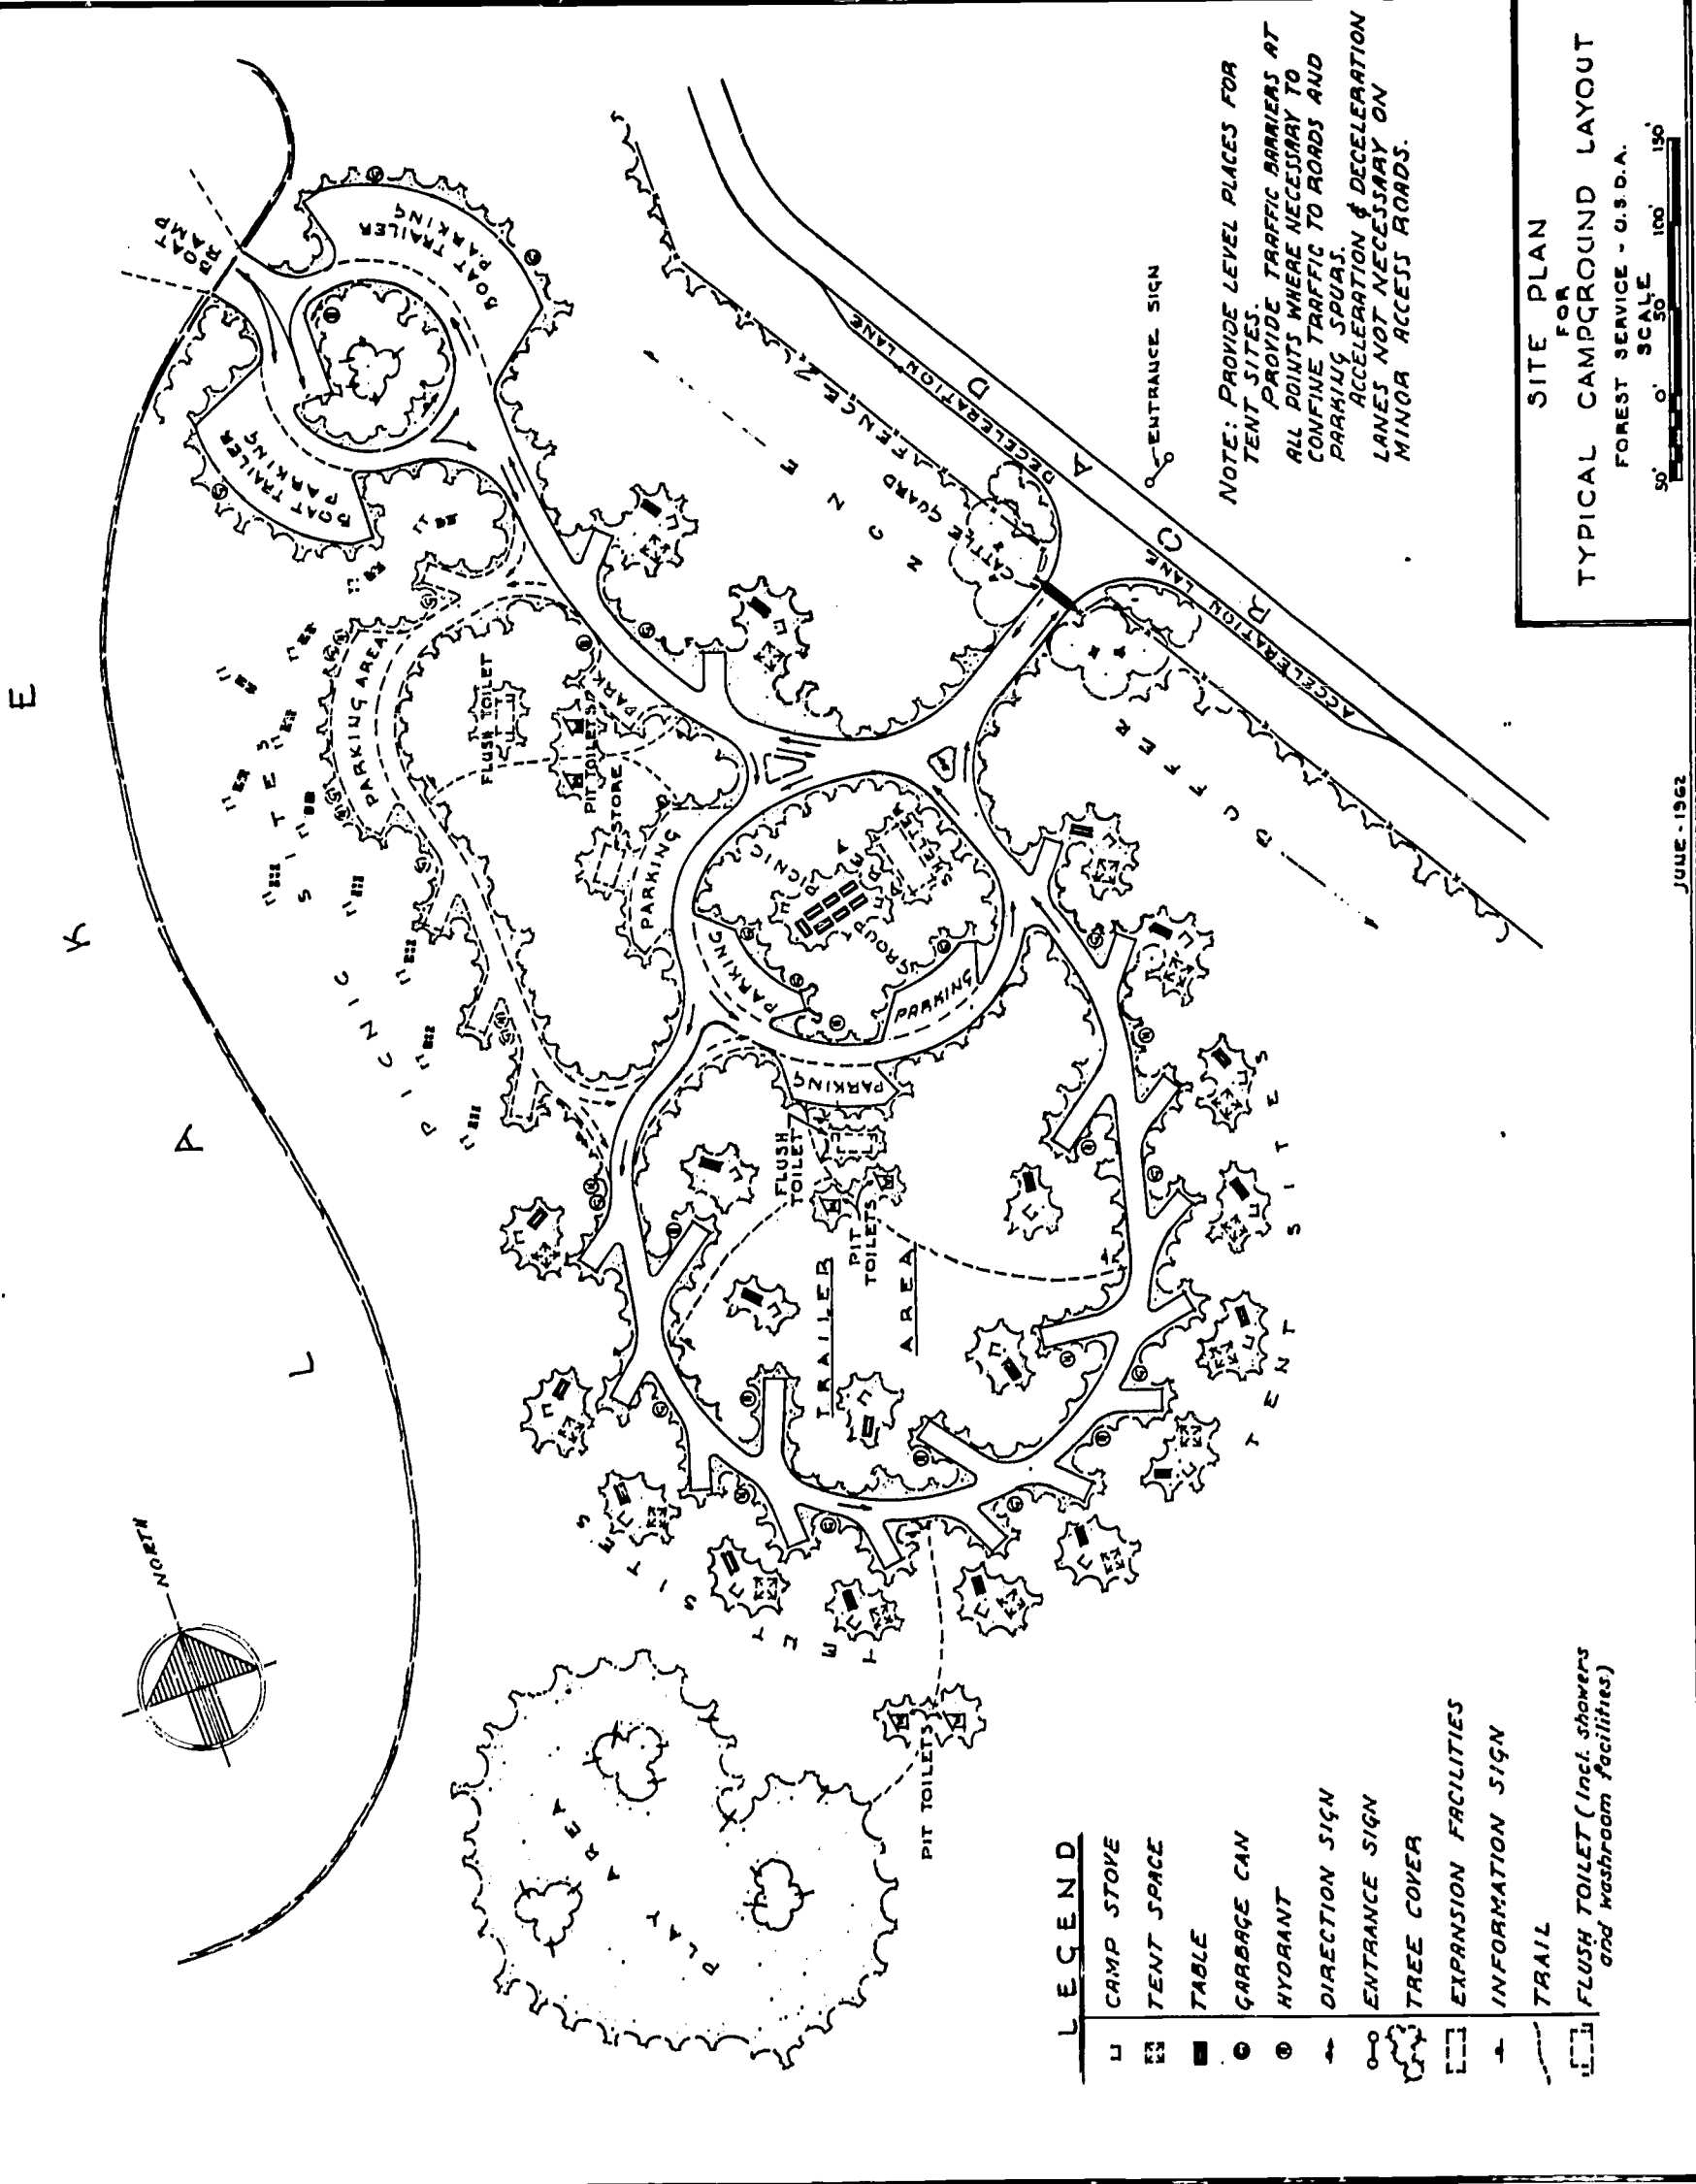 LAKE
NORTH
BOAT
RAMP
BOAT TRAILER
PARKING
BOAT TRAILER
PARKING
PICNIC SITES
PARKING AREA
FLUSH TOILET
PIT TOILETS
PARK
STORE
PARKING
PARKING
PARKING
PARKING
GROUP PICNIC
AREA
SHELTER
FLUSH
TOILET
PIT
TOILETS
TRAILER
AREA
TENT SITES
TENT SITES
PLAY AREA
PIT TOILETS
BUFFER
ZONE
FENCE
CATTLE GUARD
DECELERATION LANE
ACCELERATION LANE
ROAD
ENTRANCE SIGN
NOTE: PROVIDE LEVEL PLACES FOR
TENT SITES.
PROVIDE TRAFFIC BARRIERS AT
ALL POINTS WHERE NECESSARY TO
CONFINE TRAFFIC TO ROADS AND
PARKING SPURS.
ACCELERATION & DECELERATION
LANES NOT NECESSARY ON
MINOR ACCESS ROADS.
LEGEND
CAMP STOVE
TENT SPACE
TABLE
G GARBAGE CAN
H HYDRANT
DIRECTION SIGN
ENTRANCE SIGN
TREE COVER
EXPANSION FACILITIES
INFORMATION SIGN
TRAIL
FLUSH TOILET (Incl. showers
and washroom facilities)
JUNE - 1962
SITE PLAN
FOR
TYPICAL CAMPGROUND LAYOUT
FOREST SERVICE - U.S.D.A.
SCALE
50' 0' 50' 100' 150'